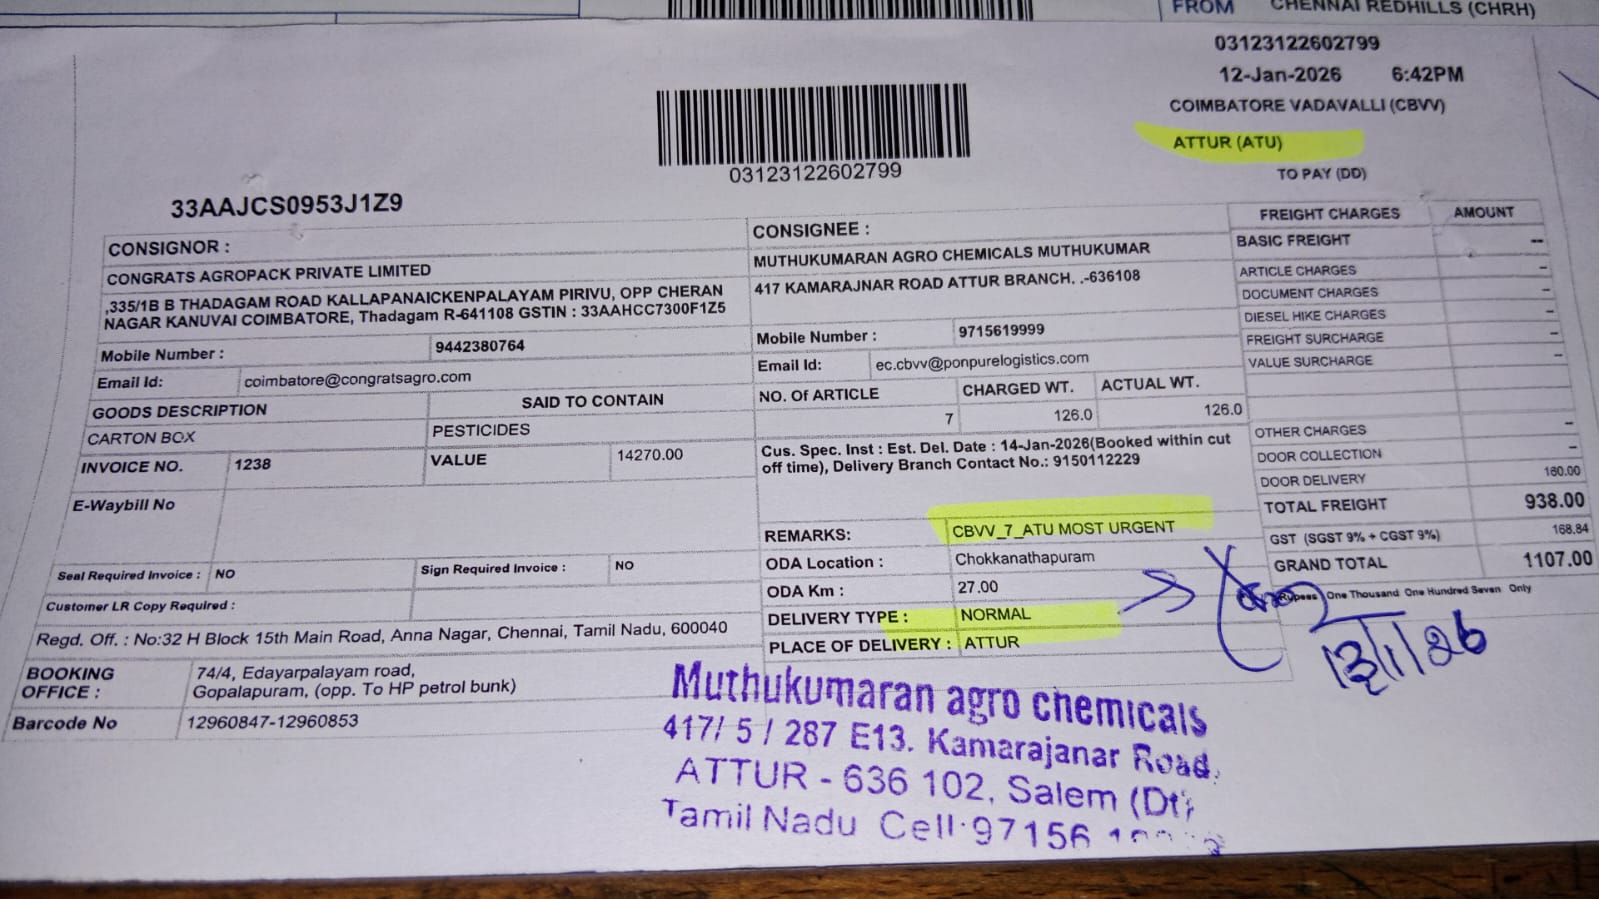 FROM CHENNAI REDHILLS (CHRH)
03123122602799
12-Jan-2026 6:42PM
COIMBATORE VADAVALLI (CBVV)
ATTUR (ATU)
TO PAY (DD)
03123122602799
33AAJCS0953J1Z9
CONSIGNOR :
CONGRATS AGROPACK PRIVATE LIMITED
,335/1B B THADAGAM ROAD KALLAPANAICKENPALAYAM PIRIVU, OPP CHERAN
NAGAR KANUVAI COIMBATORE, Thadagam R-641108 GSTIN : 33AAHCC7300F1Z5
Mobile Number : 9442380764
Email Id: coimbatore@congratsagro.com
GOODS DESCRIPTION SAID TO CONTAIN
CARTON BOX PESTICIDES
INVOICE NO. 1238 VALUE 14270.00
E-Waybill No
Seal Required Invoice : NO Sign Required Invoice : NO
Customer LR Copy Required :
Regd. Off. : No:32 H Block 15th Main Road, Anna Nagar, Chennai, Tamil Nadu, 600040
BOOKING OFFICE : 74/4, Edayarpalayam road,
Gopalapuram, (opp. To HP petrol bunk)
Barcode No 12960847-12960853
CONSIGNEE :
MUTHUKUMARAN AGRO CHEMICALS MUTHUKUMAR
417 KAMARAJNAR ROAD ATTUR BRANCH. .-636108
Mobile Number : 9715619999
Email Id: ec.cbvv@ponpurelogistics.com
NO. Of ARTICLE CHARGED WT. ACTUAL WT.
7 126.0 126.0
Cus. Spec. Inst : Est. Del. Date : 14-Jan-2026(Booked within cut
off time), Delivery Branch Contact No.: 9150112229
REMARKS: CBVV_7_ATU MOST URGENT
ODA Location : Chokkanathapuram
ODA Km : 27.00
DELIVERY TYPE : NORMAL
PLACE OF DELIVERY : ATTUR
FREIGHT CHARGES AMOUNT
BASIC FREIGHT --
ARTICLE CHARGES --
DOCUMENT CHARGES --
DIESEL HIKE CHARGES --
FREIGHT SURCHARGE --
VALUE SURCHARGE --
OTHER CHARGES --
DOOR COLLECTION --
DOOR DELIVERY 160.00
TOTAL FREIGHT 938.00
GST (SGST 9% + CGST 9%) 168.84
GRAND TOTAL 1107.00
Rupees One Thousand One Hundred Seven Only
13/1/26
Muthukumaran agro chemicals
417/ 5 / 287 E13. Kamarajanar Road,
ATTUR - 636 102, Salem (Dt)
Tamil Nadu Cell:97156